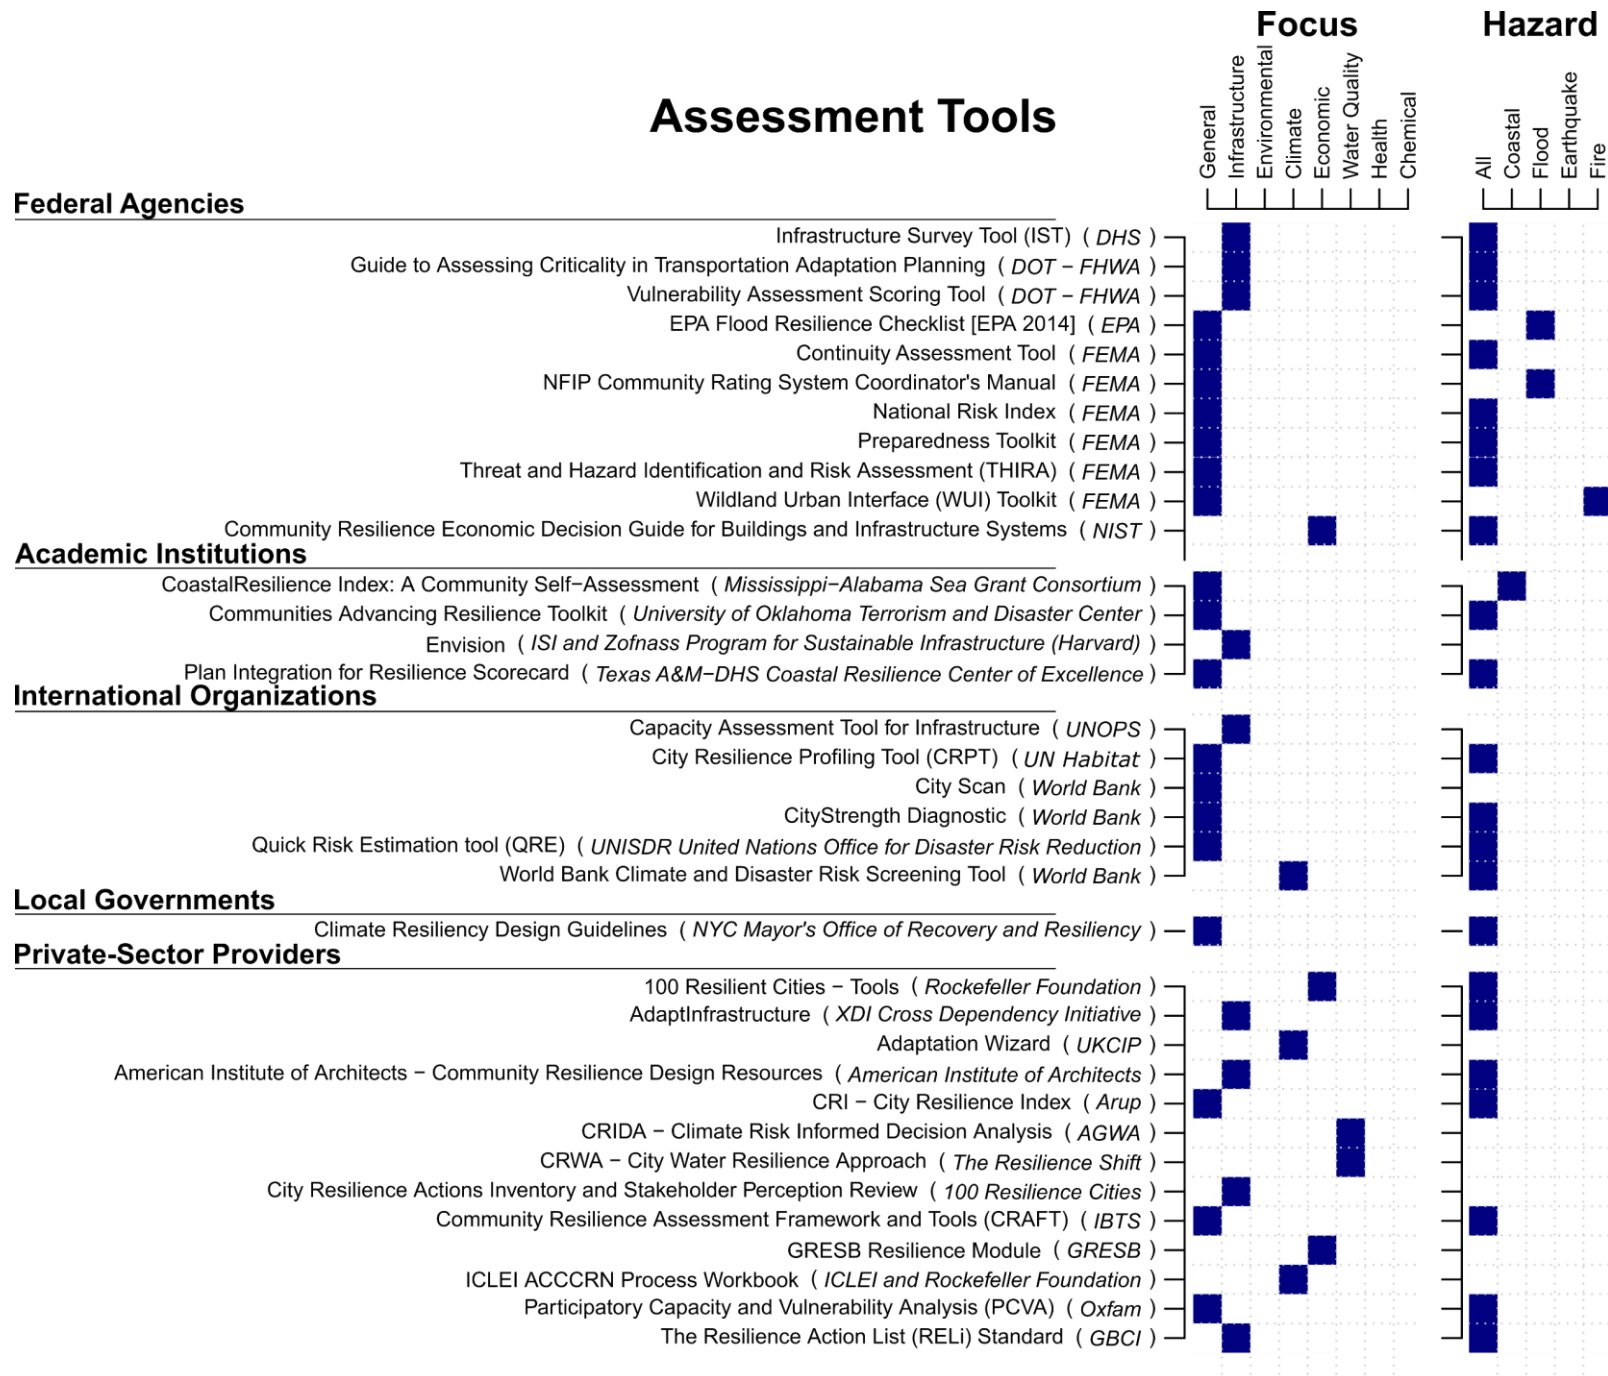 Focus
Hazard
Assessment Tools
General
Infrastructure
Environmental
Climate
Economic
Water Quality
Health
Chemical
All
Coastal
Flood
Earthquake
Fire
Federal Agencies
Infrastructure Survey Tool (IST) ( DHS )
Guide to Assessing Criticality in Transportation Adaptation Planning ( DOT − FHWA )
Vulnerability Assessment Scoring Tool ( DOT − FHWA )
EPA Flood Resilience Checklist [EPA 2014] ( EPA )
Continuity Assessment Tool ( FEMA )
NFIP Community Rating System Coordinator's Manual ( FEMA )
National Risk Index ( FEMA )
Preparedness Toolkit ( FEMA )
Threat and Hazard Identification and Risk Assessment (THIRA) ( FEMA )
Wildland Urban Interface (WUI) Toolkit ( FEMA )
Community Resilience Economic Decision Guide for Buildings and Infrastructure Systems ( NIST )
Academic Institutions
CoastalResilience Index: A Community Self−Assessment ( Mississippi−Alabama Sea Grant Consortium )
Communities Advancing Resilience Toolkit ( University of Oklahoma Terrorism and Disaster Center )
Envision ( ISI and Zofnass Program for Sustainable Infrastructure (Harvard) )
Plan Integration for Resilience Scorecard ( Texas A&M−DHS Coastal Resilience Center of Excellence )
International Organizations
Capacity Assessment Tool for Infrastructure ( UNOPS )
City Resilience Profiling Tool (CRPT) ( UN Habitat )
City Scan ( World Bank )
CityStrength Diagnostic ( World Bank )
Quick Risk Estimation tool (QRE) ( UNISDR United Nations Office for Disaster Risk Reduction )
World Bank Climate and Disaster Risk Screening Tool ( World Bank )
Local Governments
Climate Resiliency Design Guidelines ( NYC Mayor's Office of Recovery and Resiliency )
Private-Sector Providers
100 Resilient Cities − Tools ( Rockefeller Foundation )
AdaptInfrastructure ( XDI Cross Dependency Initiative )
Adaptation Wizard ( UKCIP )
American Institute of Architects − Community Resilience Design Resources ( American Institute of Architects )
CRI − City Resilience Index ( Arup )
CRIDA − Climate Risk Informed Decision Analysis ( AGWA )
CRWA − City Water Resilience Approach ( The Resilience Shift )
City Resilience Actions Inventory and Stakeholder Perception Review ( 100 Resilience Cities )
Community Resilience Assessment Framework and Tools (CRAFT) ( IBTS )
GRESB Resilience Module ( GRESB )
ICLEI ACCCRN Process Workbook ( ICLEI and Rockefeller Foundation )
Participatory Capacity and Vulnerability Analysis (PCVA) ( Oxfam )
The Resilience Action List (RELi) Standard ( GBCI )